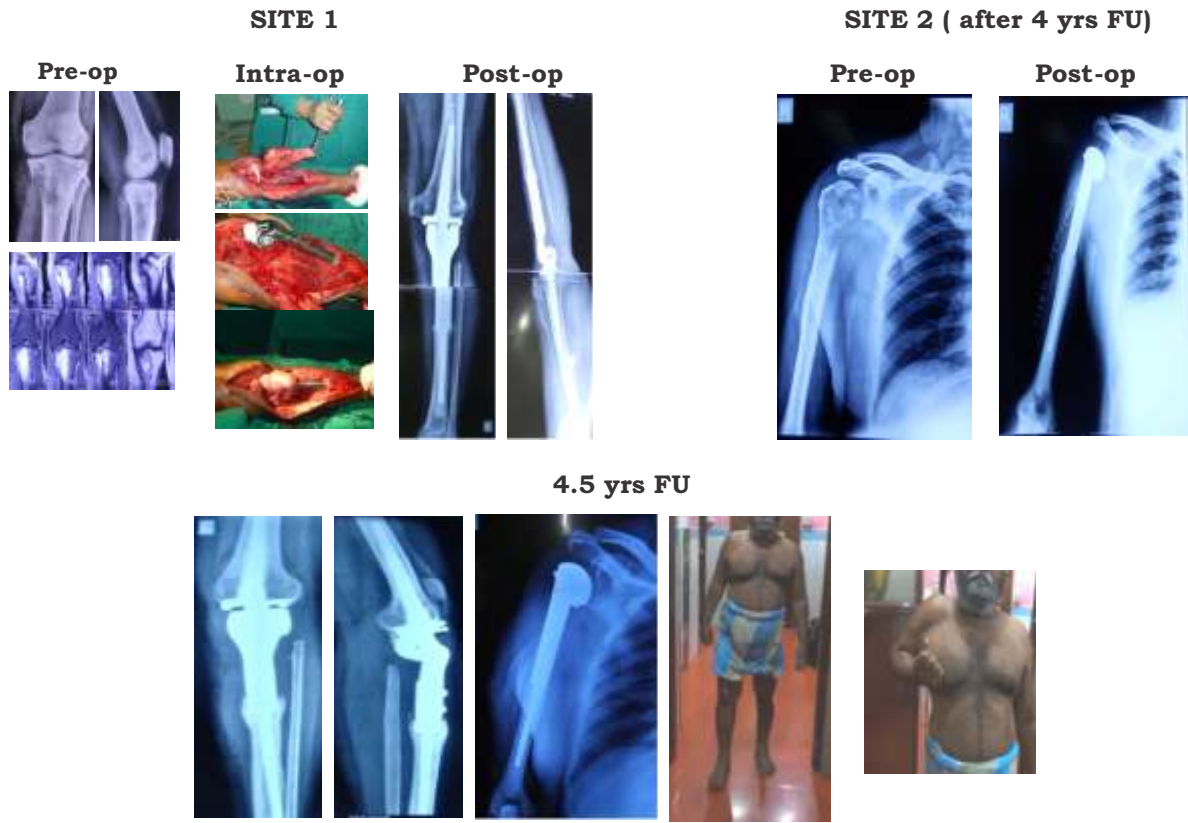 SITE 1
SITE 2 ( after 4 yrs FU)
Pre-op
Intra-op
Post-op
Pre-op
Post-op
4.5 yrs FU